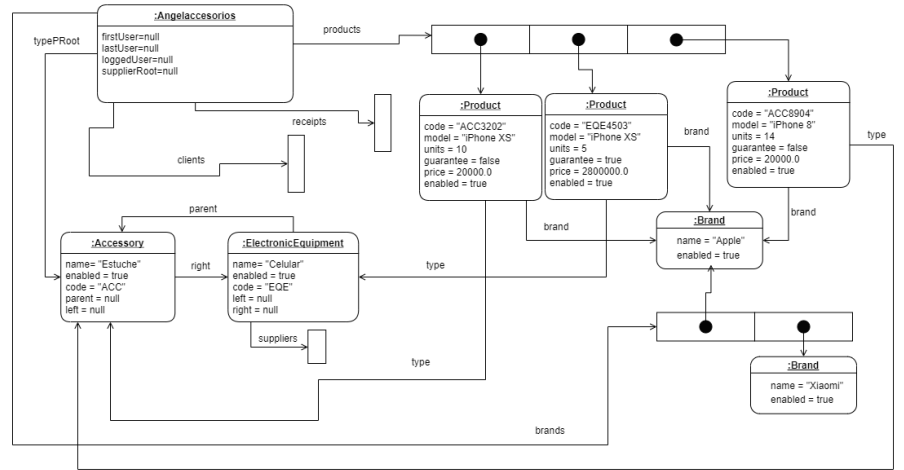 :Angelaccesorios
firstUser=null
lastUser=null
loggedUser=null
supplierRoot=null
typePRoot
products
receipts
clients
:Product
code = "ACC3202"
model = "iPhone XS"
units = 10
guarantee = false
price = 20000.0
enabled = true
:Product
code = "EQE4503"
model = "iPhone XS"
units = 5
guarantee = true
price = 2800000.0
enabled = true
:Product
code = "ACC8904"
model = "iPhone 8"
units = 14
guarantee = false
price = 20000.0
enabled = true
brand
type
brand
brand
:Brand
name = "Apple"
enabled = true
parent
:Accessory
name= "Estuche"
enabled = true
code = "ACC"
parent = null
left = null
right
:ElectronicEquipment
name= "Celular"
enabled = true
code = "EQE"
left = null
right = null
type
suppliers
type
:Brand
name = "Xiaomi"
enabled = true
brands